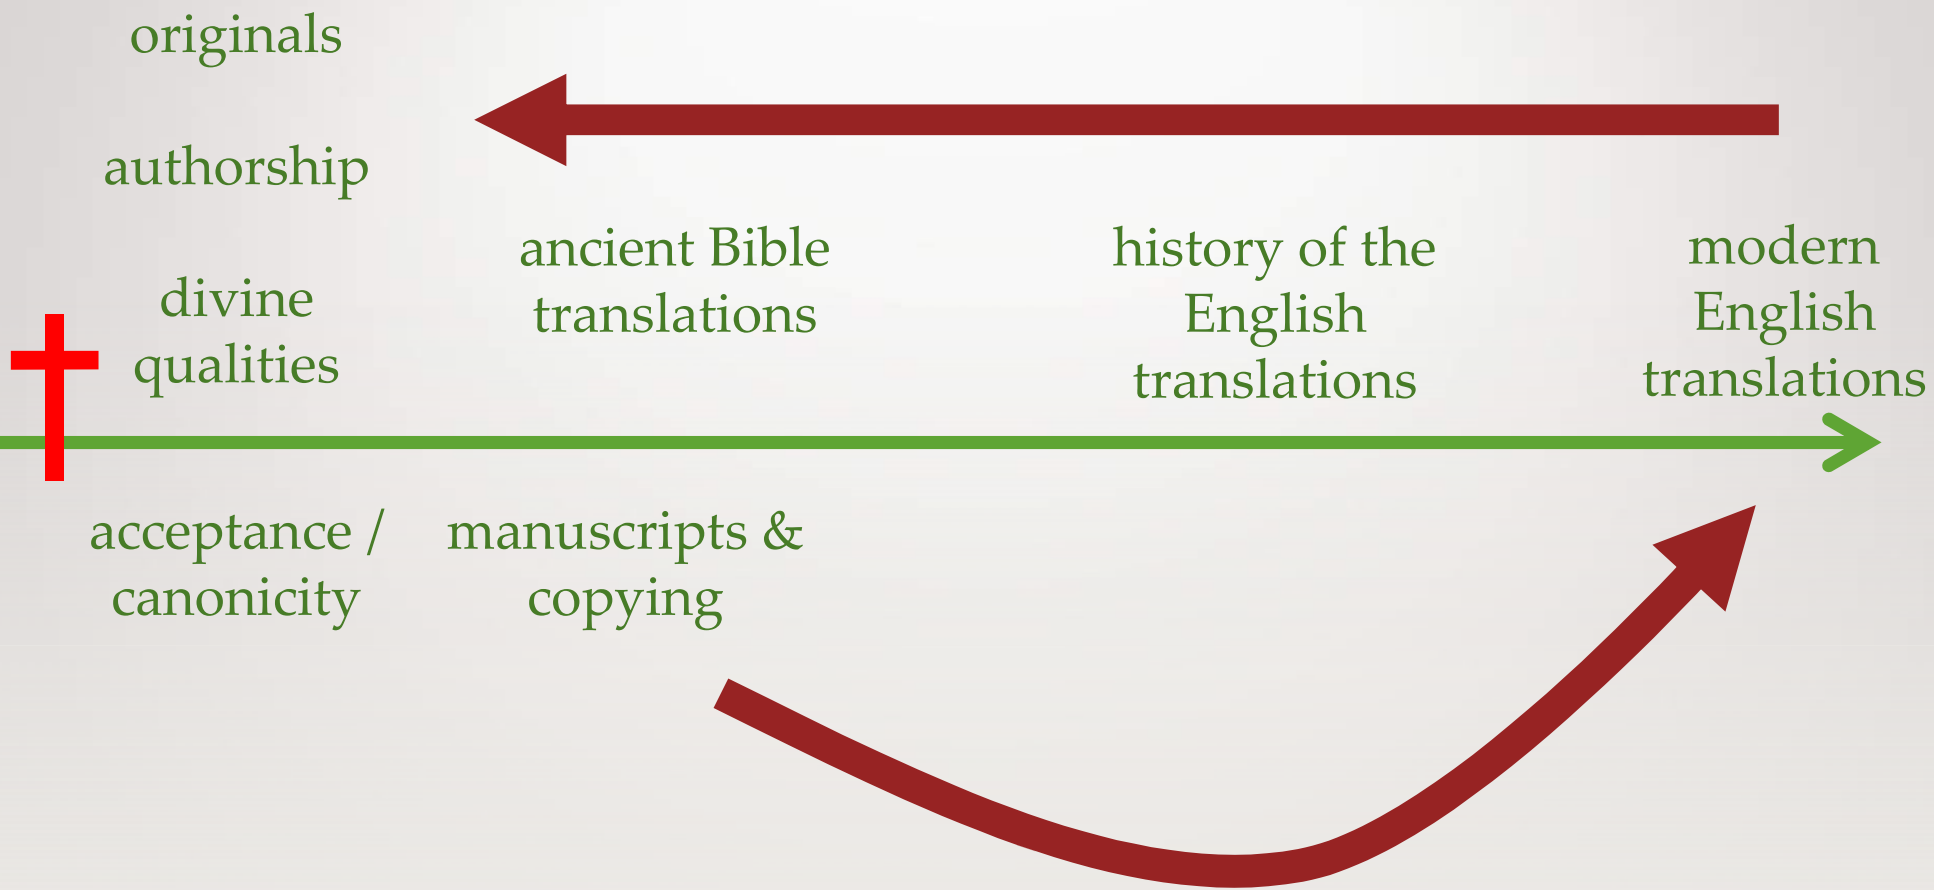 originals
authorship
divine
qualities
ancient Bible
translations
history of the
English
translations
modern
English
translations
acceptance /
canonicity
manuscripts &
copying